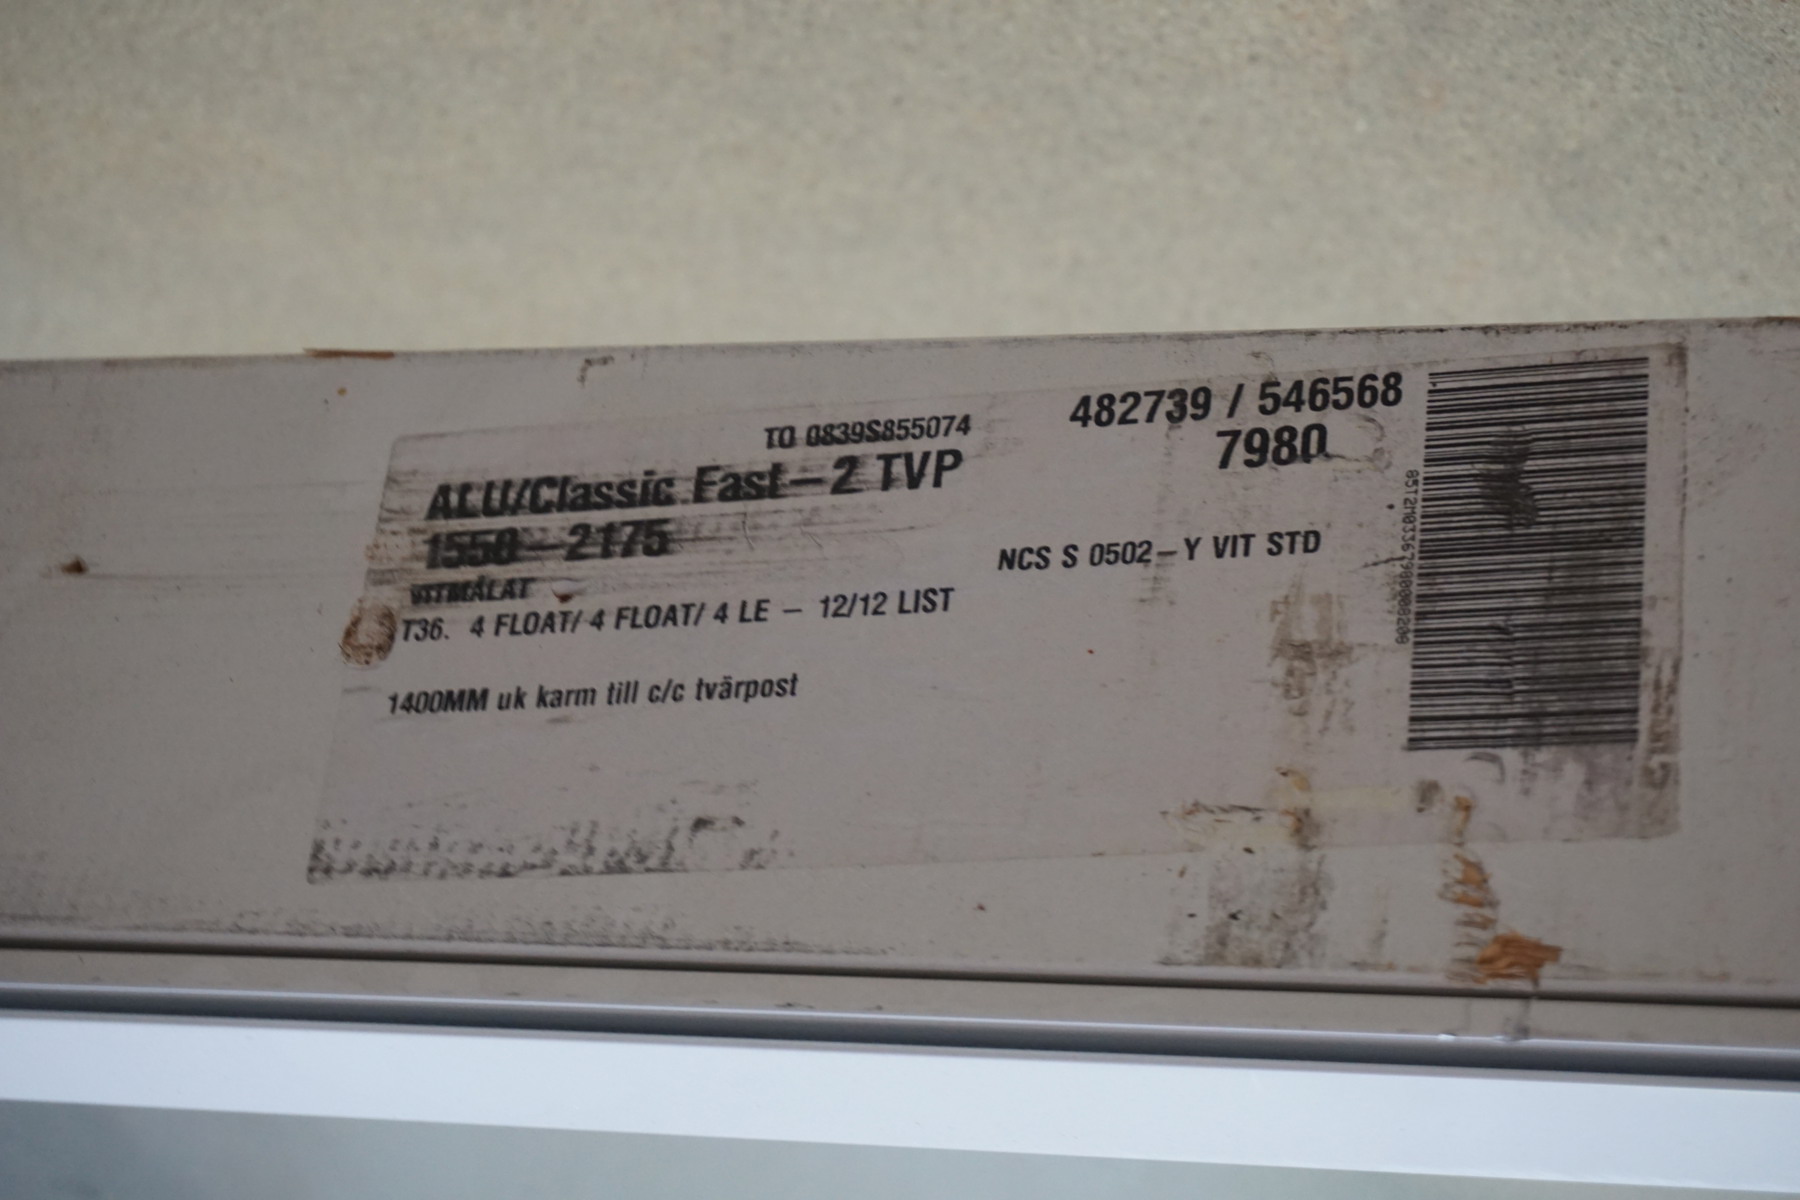 TO 0839S855074
482739 / 546568
7980
ALU/Classic Fast-2 TVP
1550-2175
VITMÅLAT
NCS S 0502-Y VIT STD
T36. 4 FLOAT/ 4 FLOAT/ 4 LE - 12/12 LIST
1400MM uk karm till c/c tvärpost